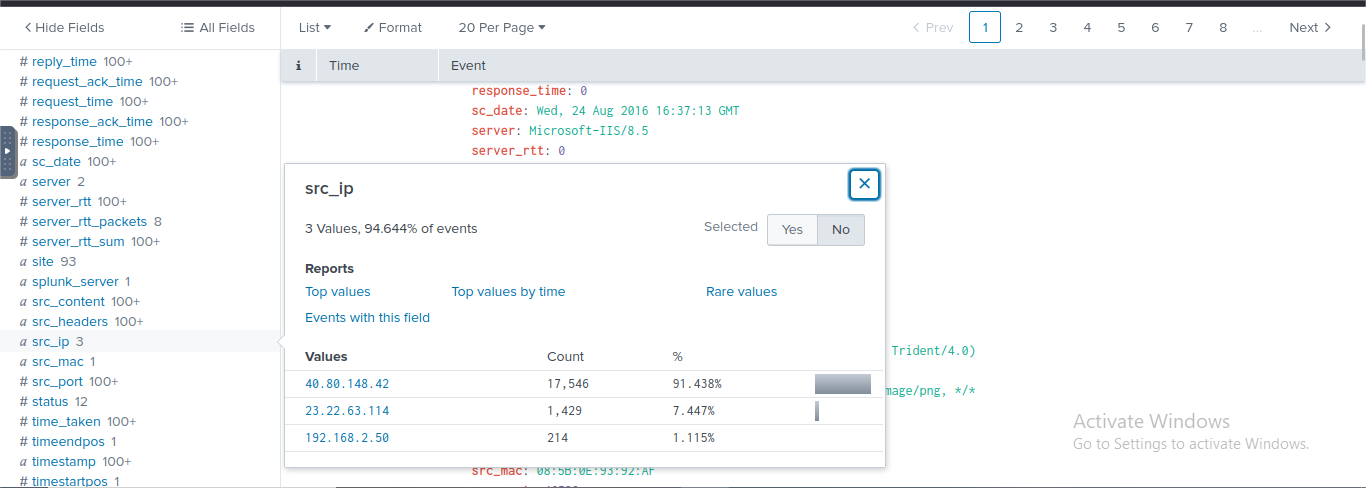 Hide Fields All Fields List Format 20 Per Page Prev 1 2 3 4 5 6 7 8 ... Next
i Time Event
# reply_time 100+
# request_ack_time 100+
# request_time 100+
# response_ack_time 100+
# response_time 100+
a sc_date 100+
a server 2
# server_rtt 100+
# server_rtt_packets 8
# server_rtt_sum 100+
a site 93
a splunk_server 1
a src_content 100+
a src_headers 100+
a src_ip 3
a src_mac 1
# src_port 100+
# status 12
# time_taken 100+
# timeendpos 1
a timestamp 100+
# timestartpos 1
response_time: 0
sc_date: Wed, 24 Aug 2016 16:37:13 GMT
server: Microsoft-IIS/8.5
server_rtt: 0
src_ip
3 Values, 94.644% of events Selected Yes No
Reports
Top values Top values by time Rare values
Events with this field
Values Count %
40.80.148.42 17,546 91.438%
23.22.63.114 1,429 7.447%
192.168.2.50 214 1.115%
Trident/4.0)
mage/png, */*
src_mac: 08:5B:0E:93:92:AF
Activate Windows
Go to Settings to activate Windows.